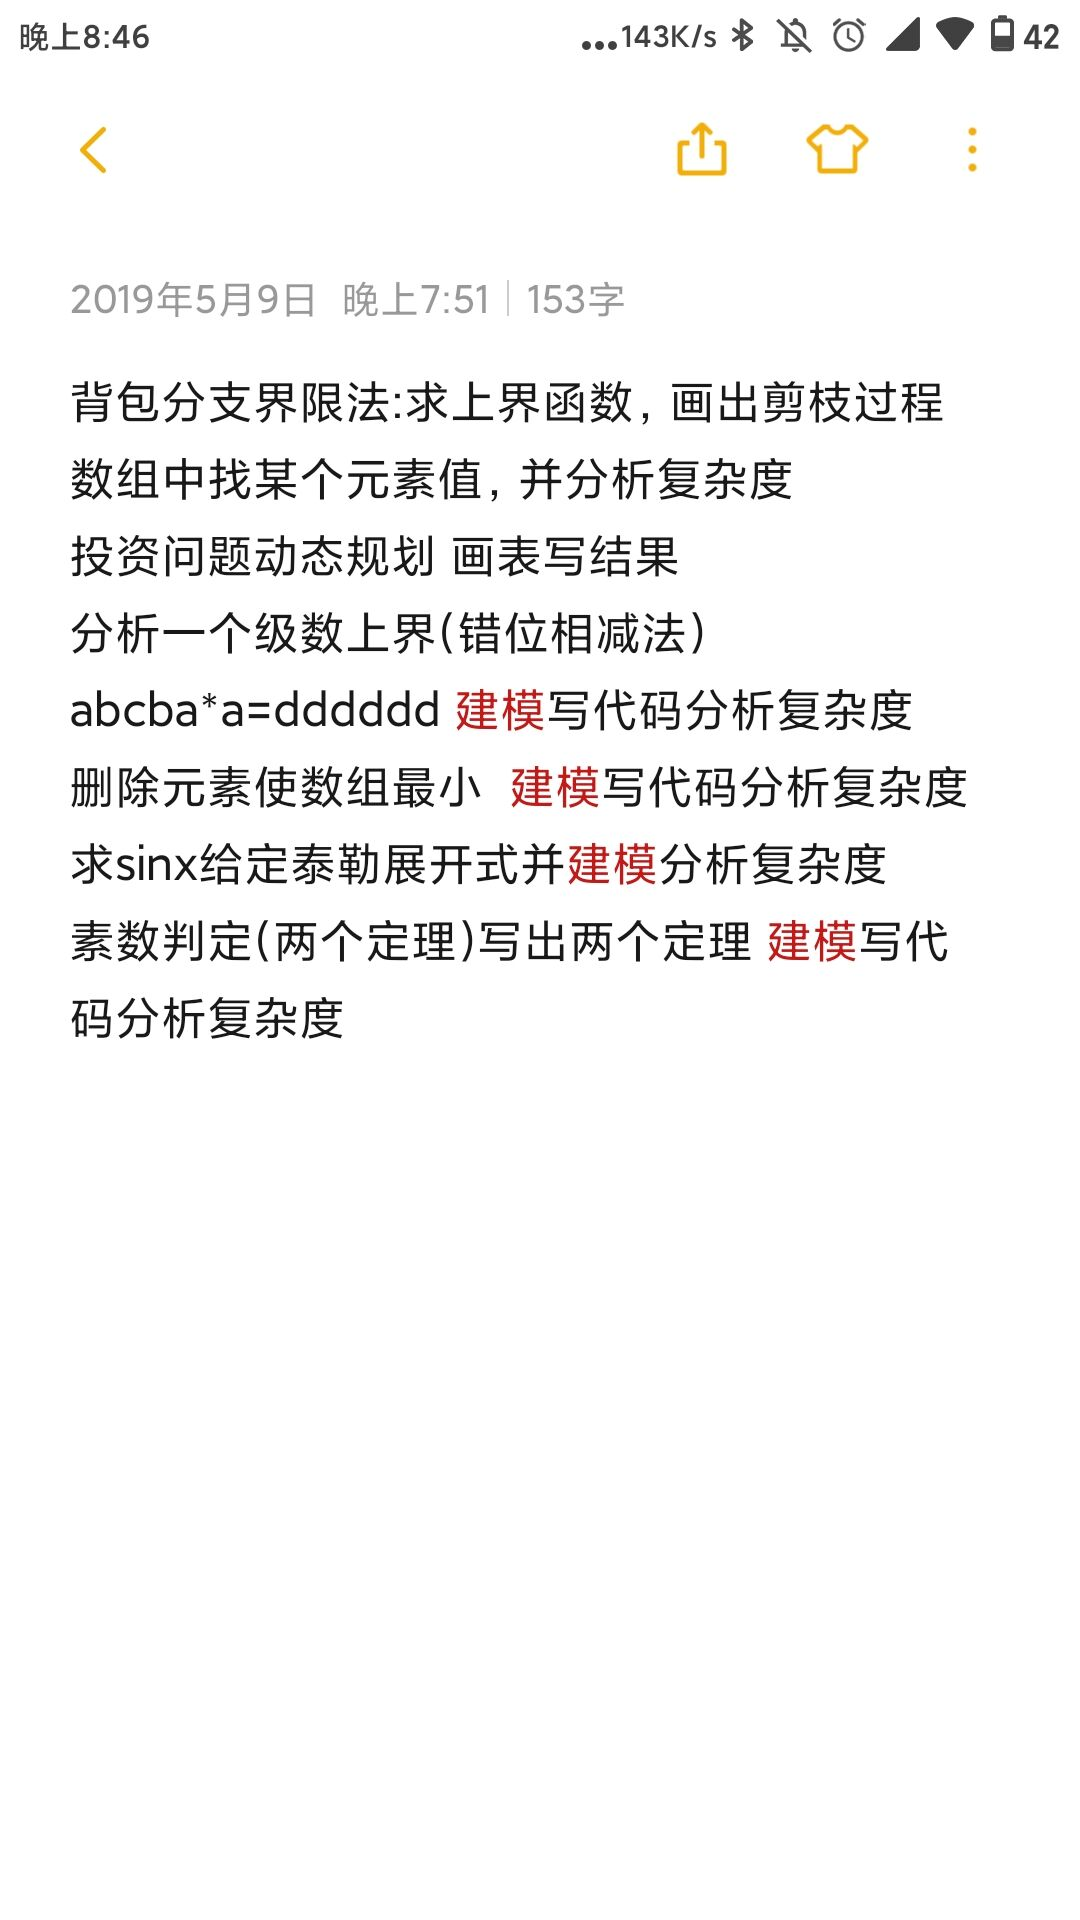 晚上8:46
...143K/s 42
2019年5月9日 晚上7:51 | 153字
背包分支界限法:求上界函数, 画出剪枝过程
数组中找某个元素值, 并分析复杂度
投资问题动态规划 画表写结果
分析一个级数上界(错位相减法)
abcba*a=dddddd 建模写代码分析复杂度
删除元素使数组最小  建模写代码分析复杂度
求sinx给定泰勒展开式并建模分析复杂度
素数判定(两个定理)写出两个定理 建模写代
码分析复杂度